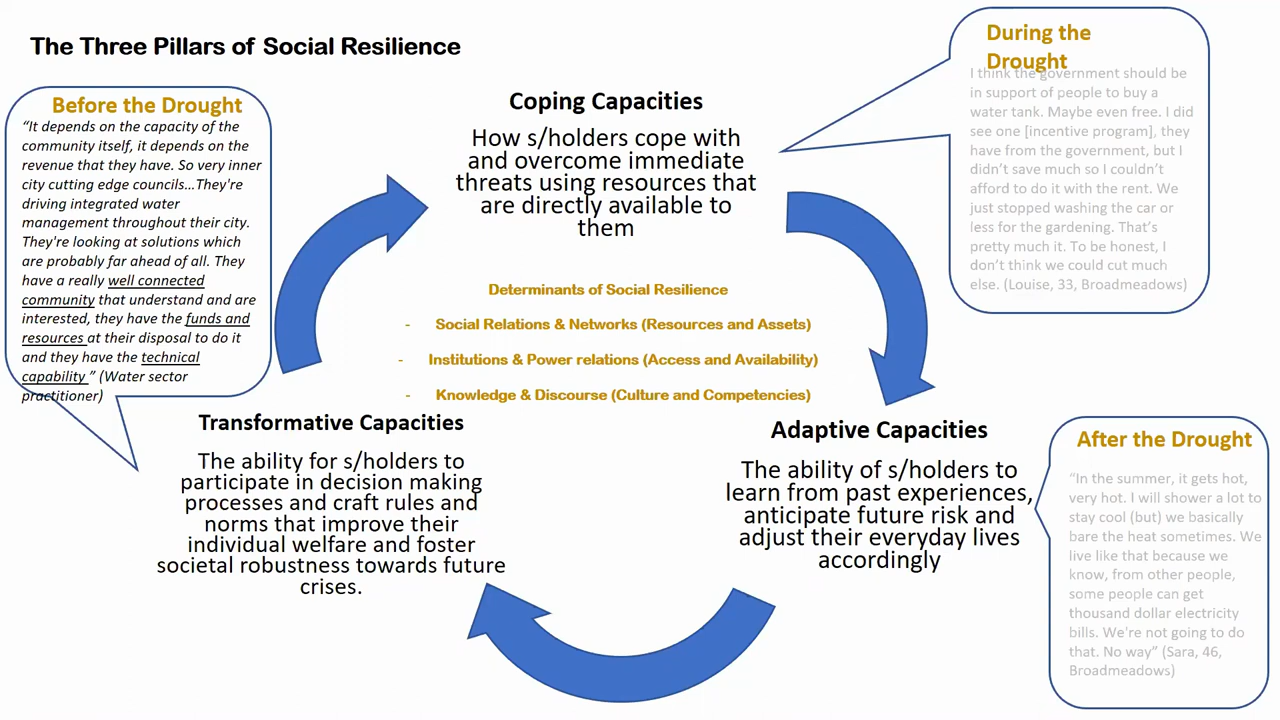 The Three Pillars of Social Resilience
Before the Drought
“It depends on the capacity of the
community itself, it depends on the
revenue that they have. So very inner
city cutting edge councils...They're
driving integrated water
management throughout their city.
They're looking at solutions which
are probably far ahead of all. They
have a really well connected
community that understand and are
interested, they have the funds and
resources at their disposal to do it
and they have the technical
capability ” (Water sector
practitioner)
Coping Capacities
How s/holders cope with
and overcome immediate
threats using resources that
are directly available to
them
During the
Drought
I think the government should be
in support of people to buy a
water tank. Maybe even free. I did
see one [incentive program], they
have from the government, but I
didn’t save much so I couldn’t
afford to do it with the rent. We
just stopped washing the car or
less for the gardening. That’s
pretty much it. To be honest, I
don’t think we could cut much
else. (Louise, 33, Broadmeadows)
Determinants of Social Resilience
- Social Relations & Networks (Resources and Assets)
- Institutions & Power relations (Access and Availability)
- Knowledge & Discourse (Culture and Competencies)
Transformative Capacities
The ability for s/holders to
participate in decision making
processes and craft rules and
norms that improve their
individual welfare and foster
societal robustness towards future
crises.
Adaptive Capacities
The ability of s/holders to
learn from past experiences,
anticipate future risk and
adjust their everyday lives
accordingly
After the Drought
“In the summer, it gets hot,
very hot. I will shower a lot to
stay cool (but) we basically
bare the heat sometimes. We
live like that because we
know, from other people,
some people can get
thousand dollar electricity
bills. We're not going to do
that. No way” (Sara, 46,
Broadmeadows)